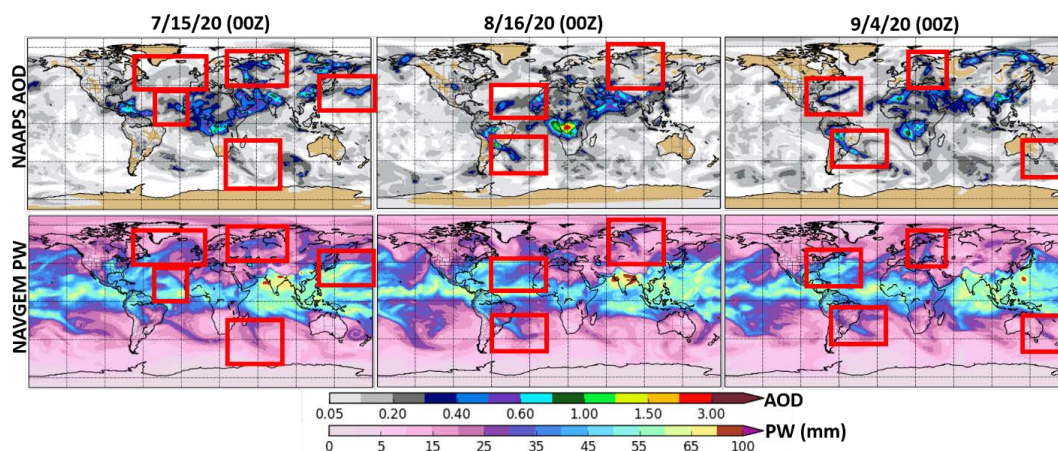 7/15/20 (00Z) 8/16/20 (00Z) 9/4/20 (00Z)
NAAPS AOD
NAVGEM PW
0.05 0.20 0.40 0.60 1.00 1.50 3.00 AOD
0 5 15 25 35 45 55 65 100 PW (mm)